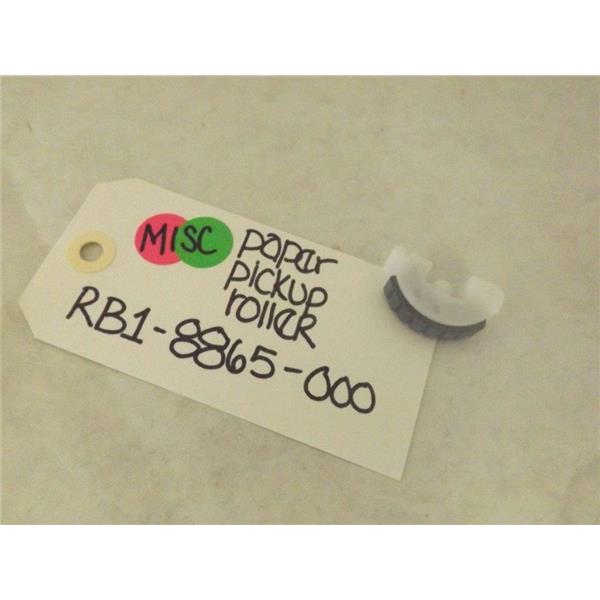 MISC
paper
pickup
roller
RB1-8865-000